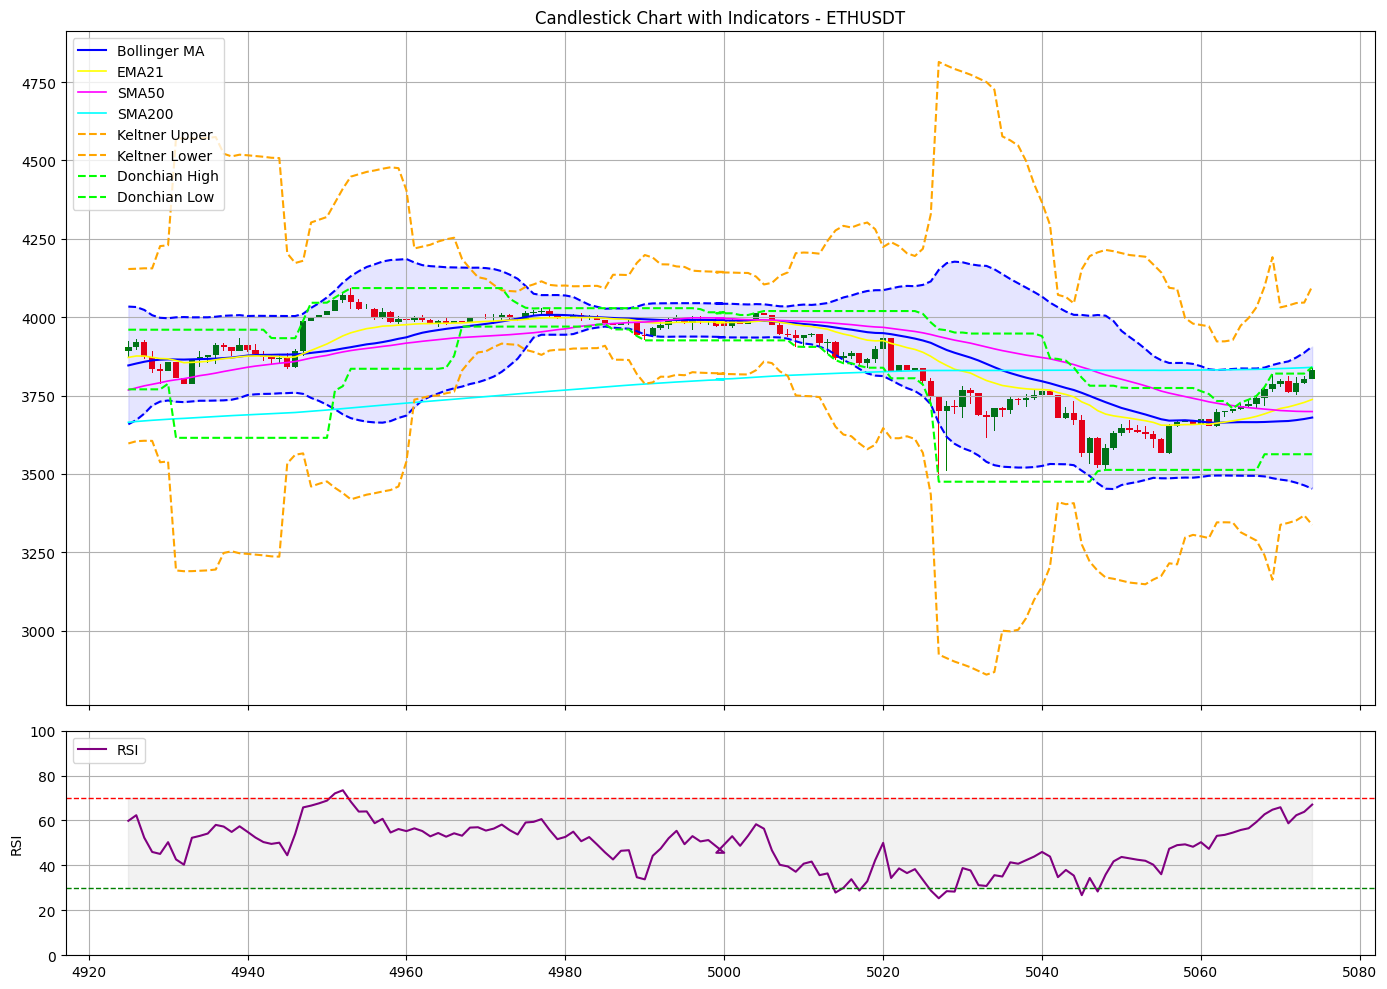 Candlestick Chart with Indicators - ETHUSDT
Bollinger MA
EMA21
SMA50
SMA200
Keltner Upper
Keltner Lower
Donchian High
Donchian Low
4750
4500
4250
4000
3750
3500
3250
3000
RSI
100
80
60
40
20
0
RSI
4920 4940 4960 4980 5000 5020 5040 5060 5080